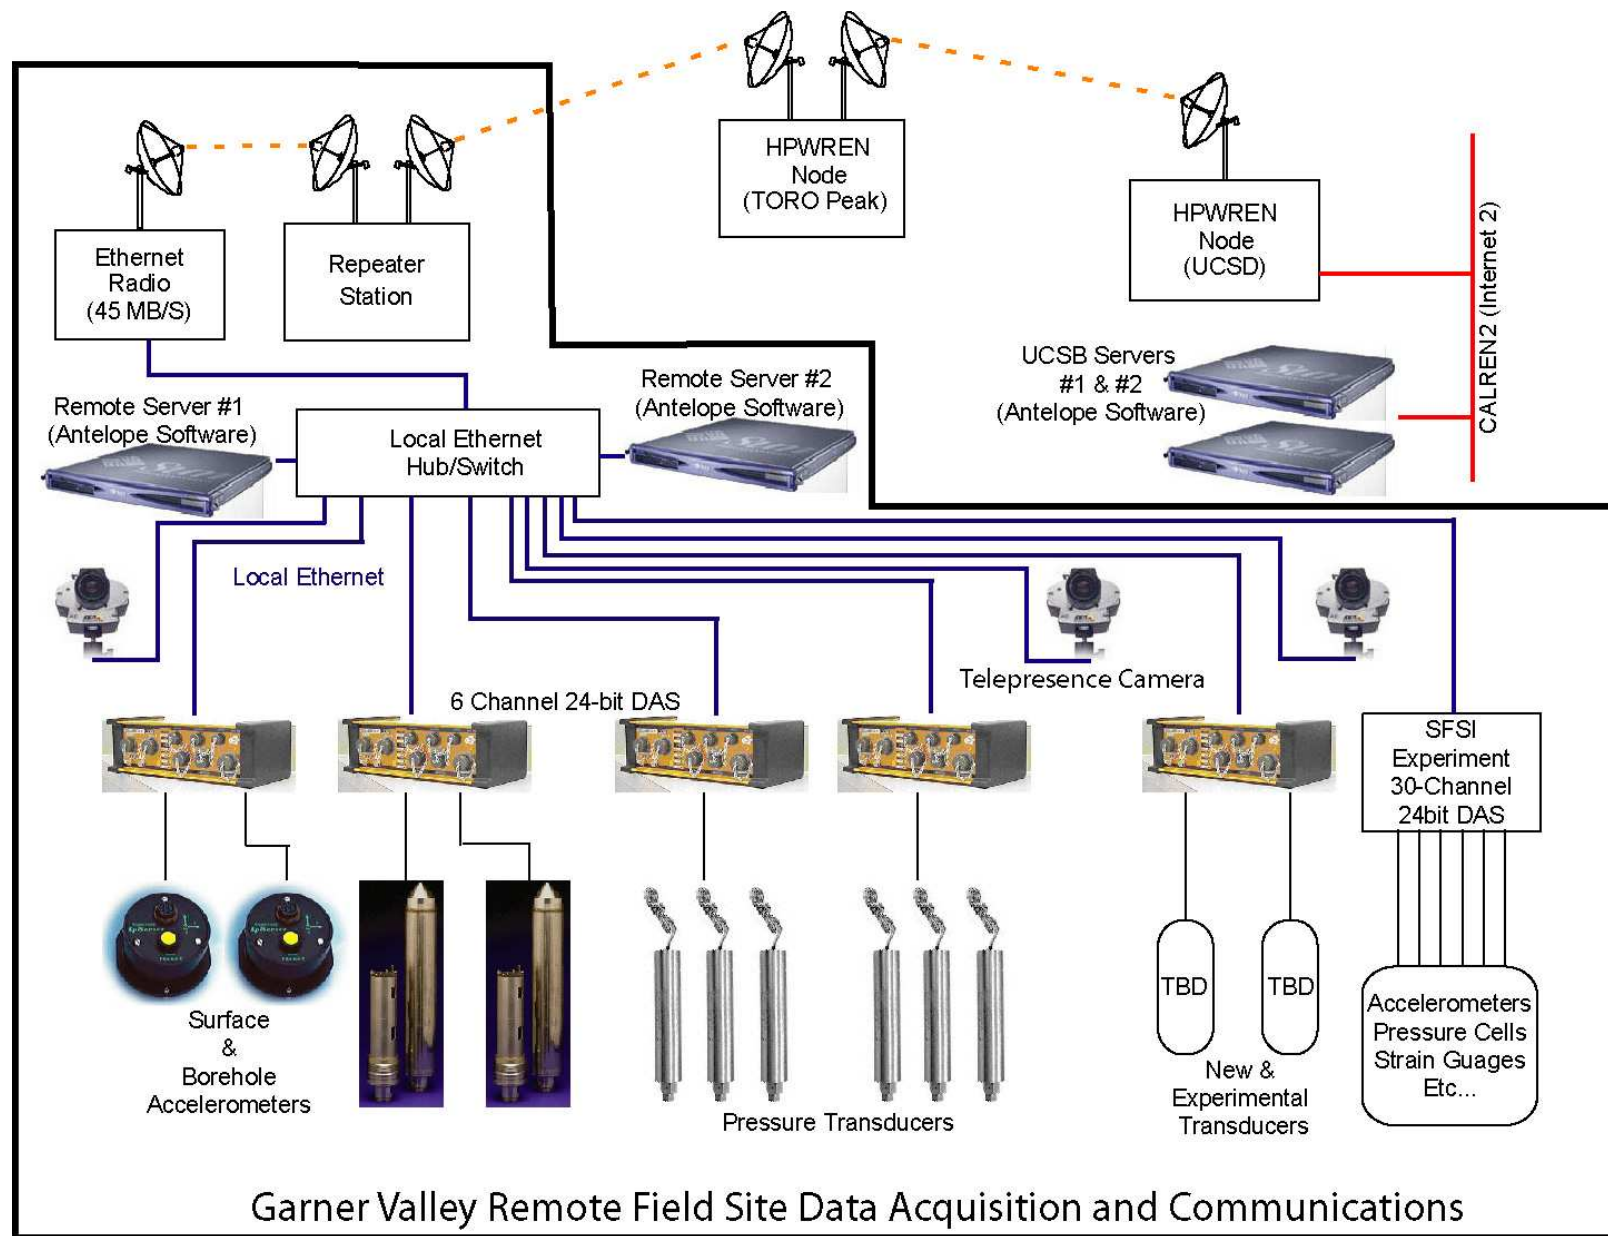 HPWREN
Node
(TORO Peak)
HPWREN
Node
(UCSD)
CALREN2 (Internet 2)
Ethernet
Radio
(45 MB/S)
Repeater
Station
UCSB Servers
#1 & #2
(Antelope Software)
Remote Server #1
(Antelope Software)
Remote Server #2
(Antelope Software)
Local Ethernet
Hub/Switch
Local Ethernet
Telepresence Camera
6 Channel 24-bit DAS
SFSI
Experiment
30-Channel
24bit DAS
Surface
&
Borehole
Accelerometers
Pressure Transducers
TBD
TBD
New &
Experimental
Transducers
Accelerometers
Pressure Cells
Strain Guages
Etc...
Garner Valley Remote Field Site Data Acquisition and Communications